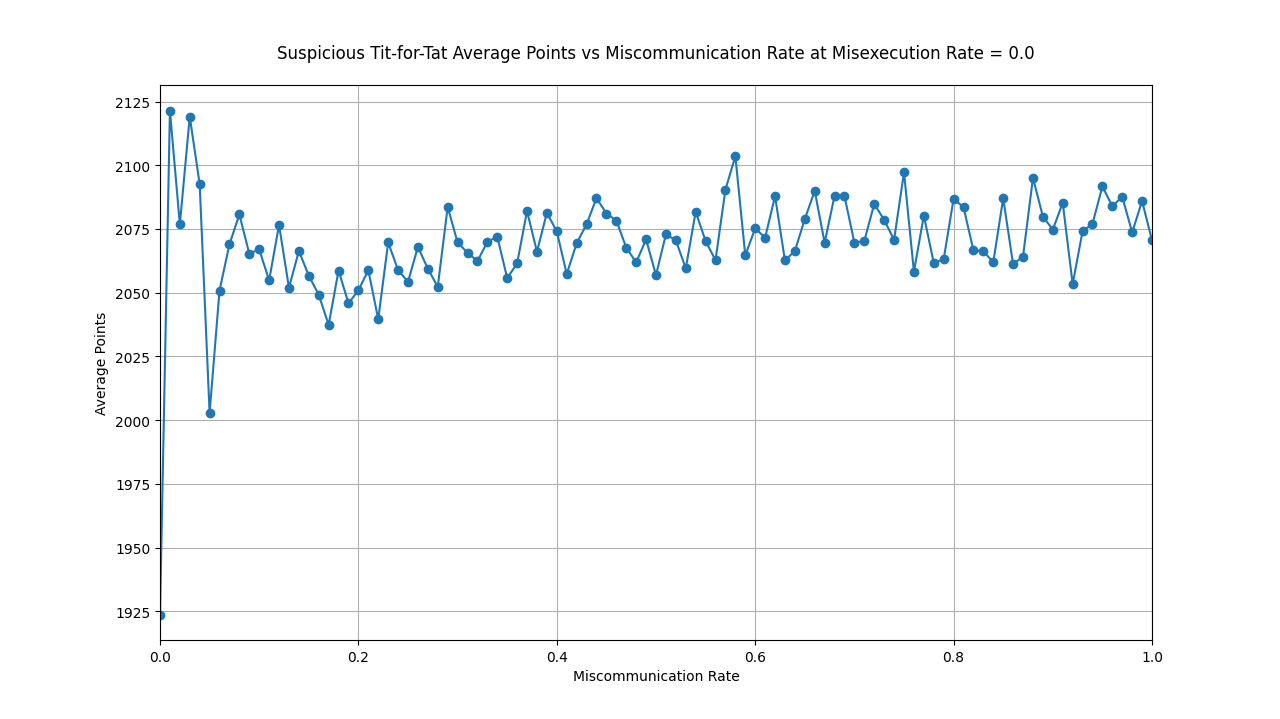 Suspicious Tit-for-Tat Average Points vs Miscommunication Rate at Misexecution Rate = 0.0
2125
2100
2075
2050
2025
2000
1975
1950
1925
Average Points
0.0 0.2 0.4 0.6 0.8 1.0
Miscommunication Rate